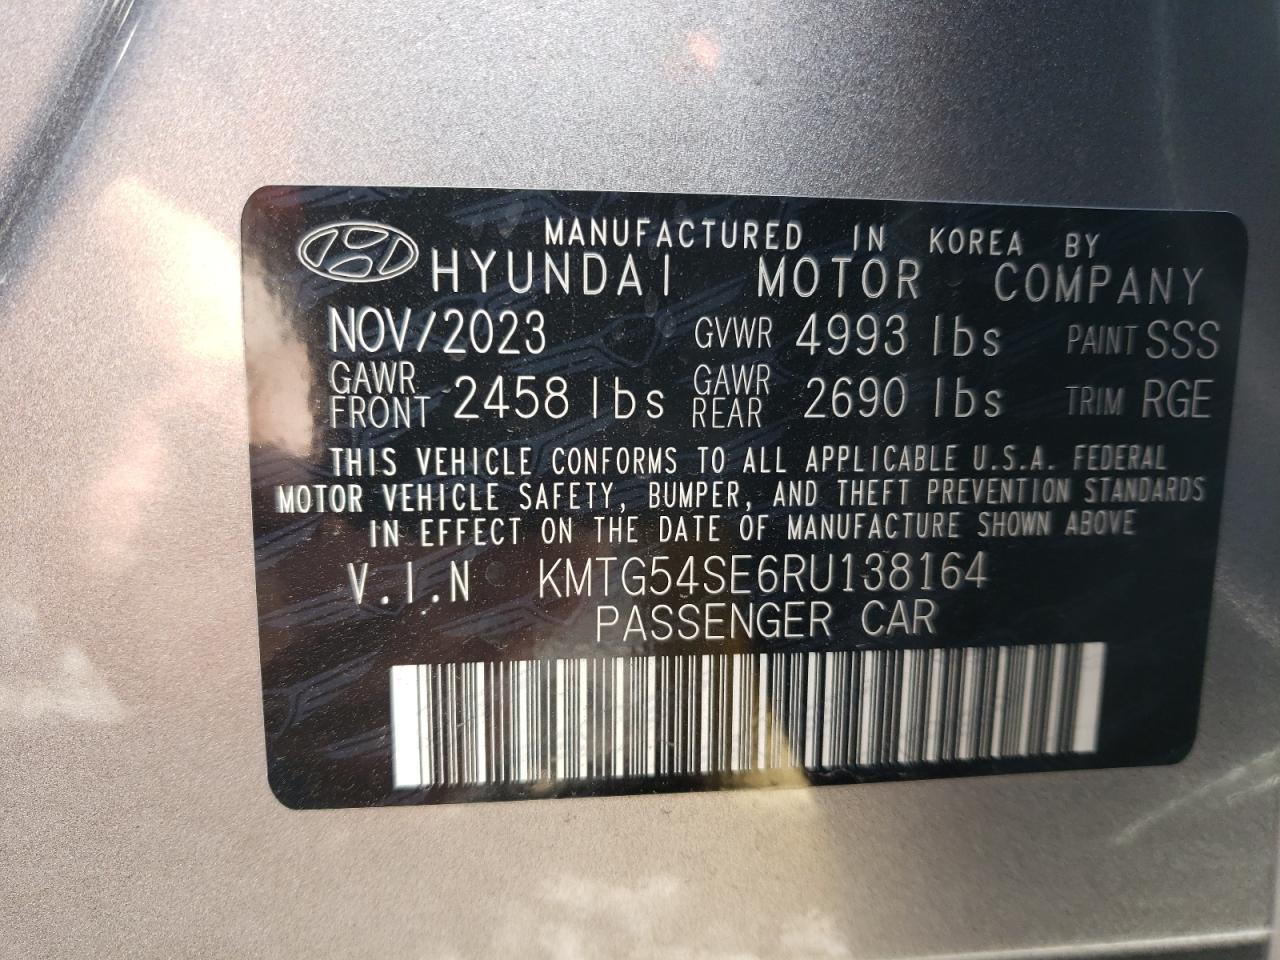 MANUFACTURED IN KOREA BY
HYUNDAI MOTOR COMPANY
NOV/2023 GVWR 4993 lbs PAINT SSS
GAWR FRONT 2458 lbs GAWR REAR 2690 lbs TRIM RGE
THIS VEHICLE CONFORMS TO ALL APPLICABLE U.S.A. FEDERAL
MOTOR VEHICLE SAFETY, BUMPER, AND THEFT PREVENTION STANDARDS
IN EFFECT ON THE DATE OF MANUFACTURE SHOWN ABOVE
V.I.N KMTG54SE6RU138164
PASSENGER CAR